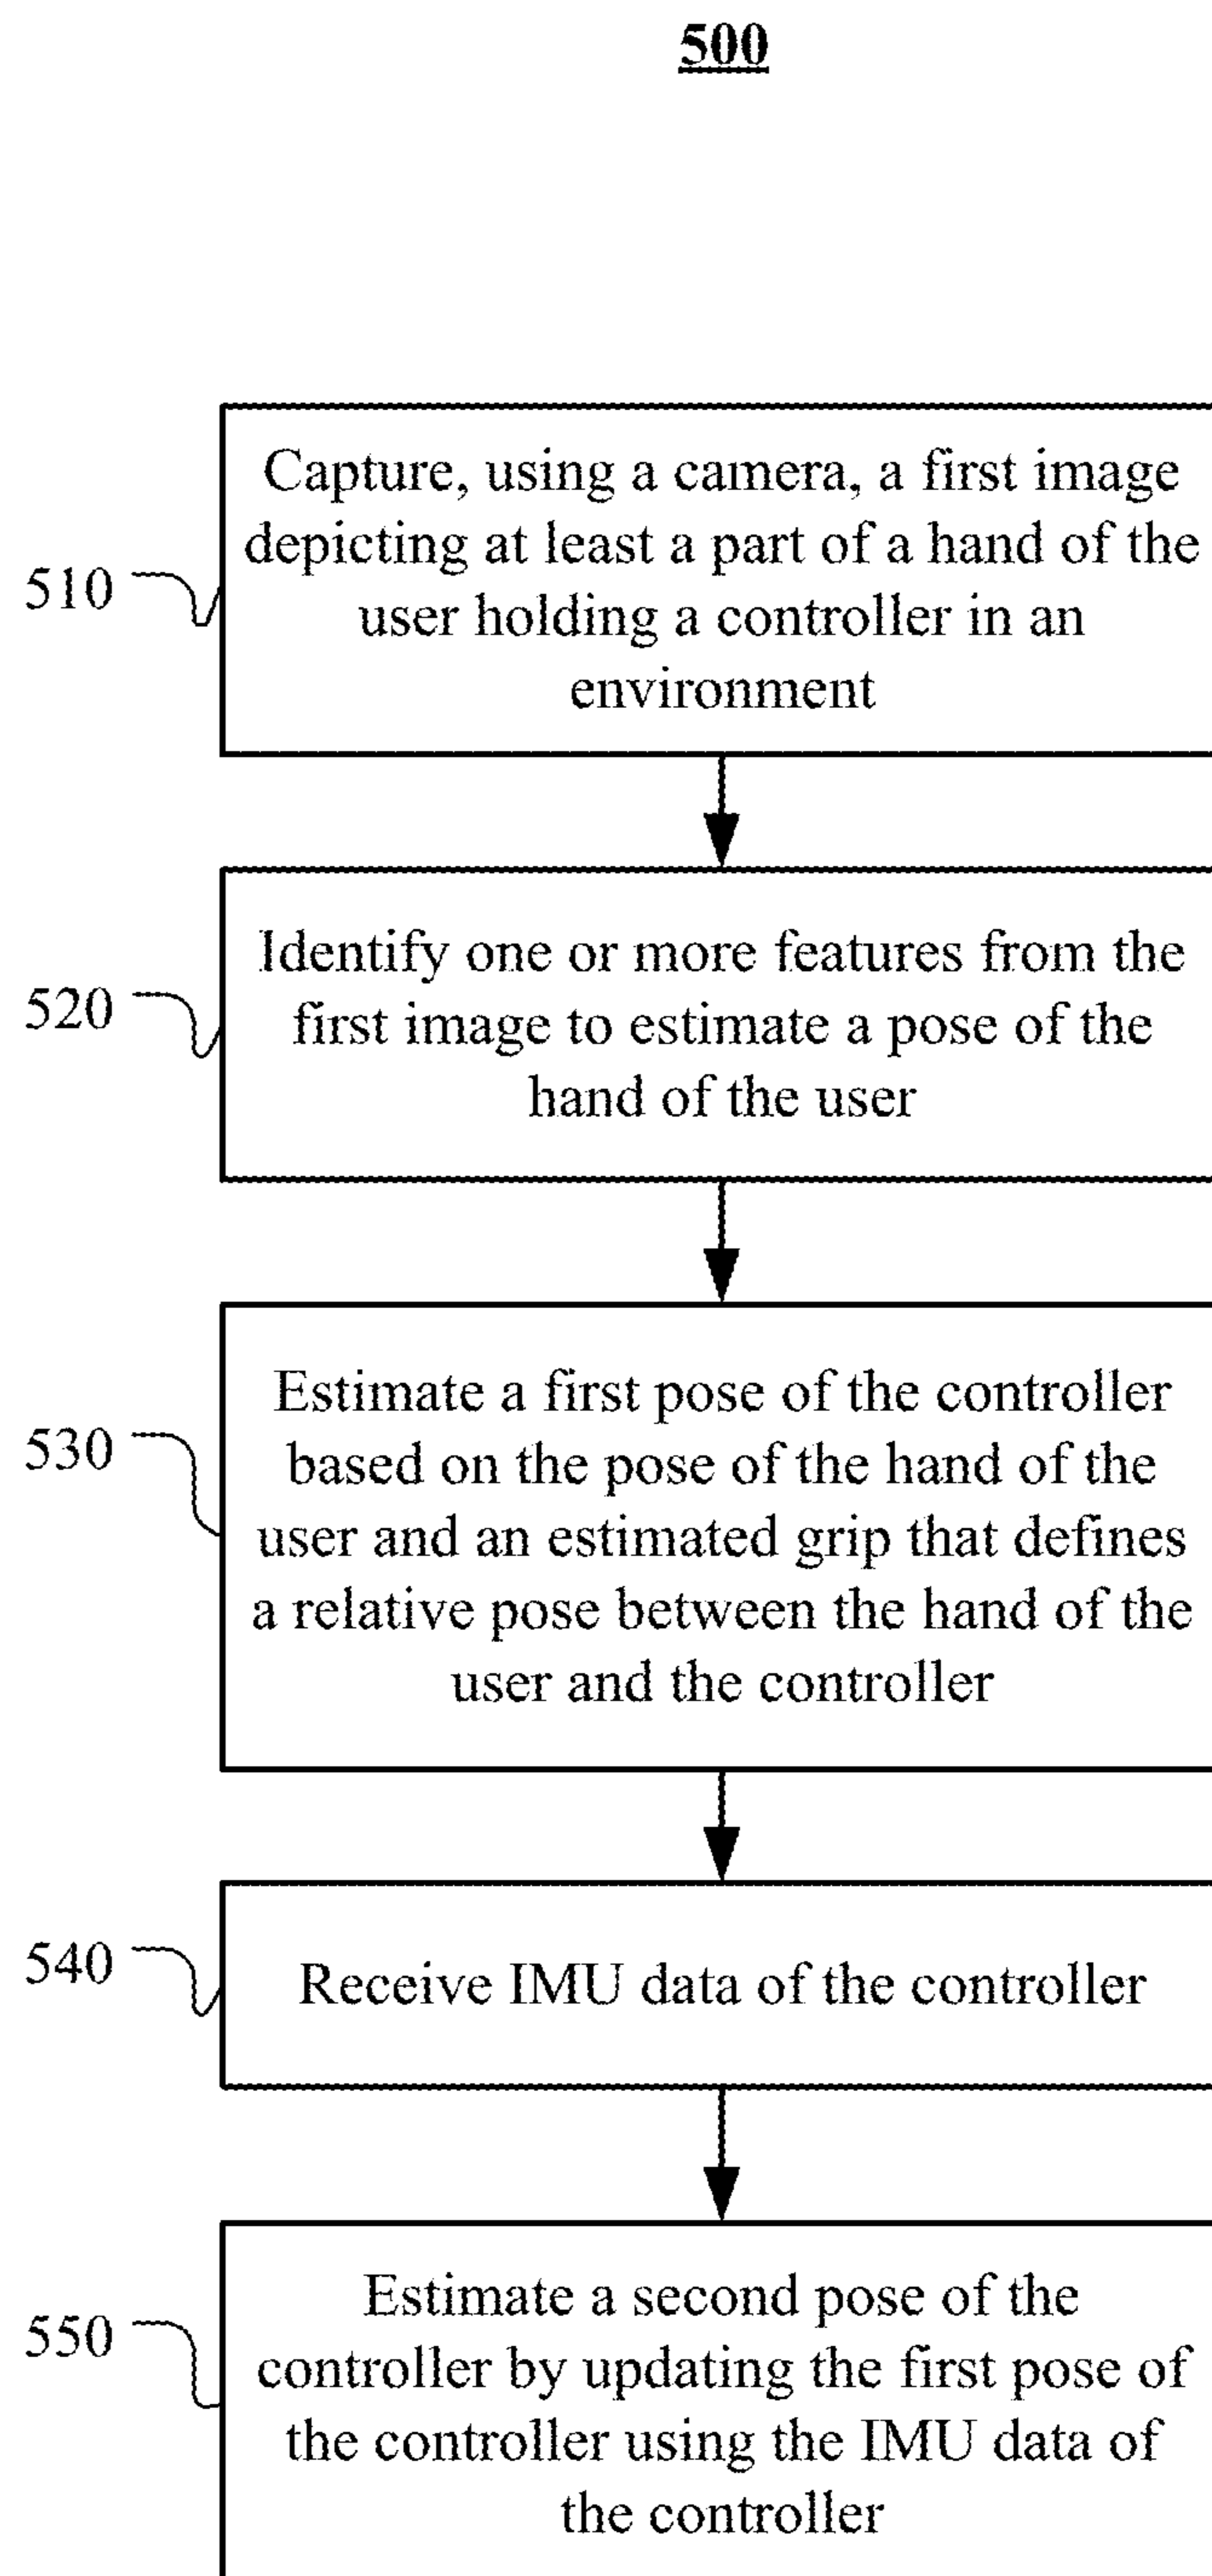 500
Capture, using a camera, a first image
depicting at least a part of a hand of the
user holding a controller in an
environment
510
Identify one or more features from the
first image to estimate a pose of the
hand of the user
520
Estimate a first pose of the controller
based on the pose of the hand of the
user and an estimated grip that defines
a relative pose between the hand of the
user and the controller
530
Receive IMU data of the controller
540
Estimate a second pose of the
controller by updating the first pose of
the controller using the IMU data of
the controller
550